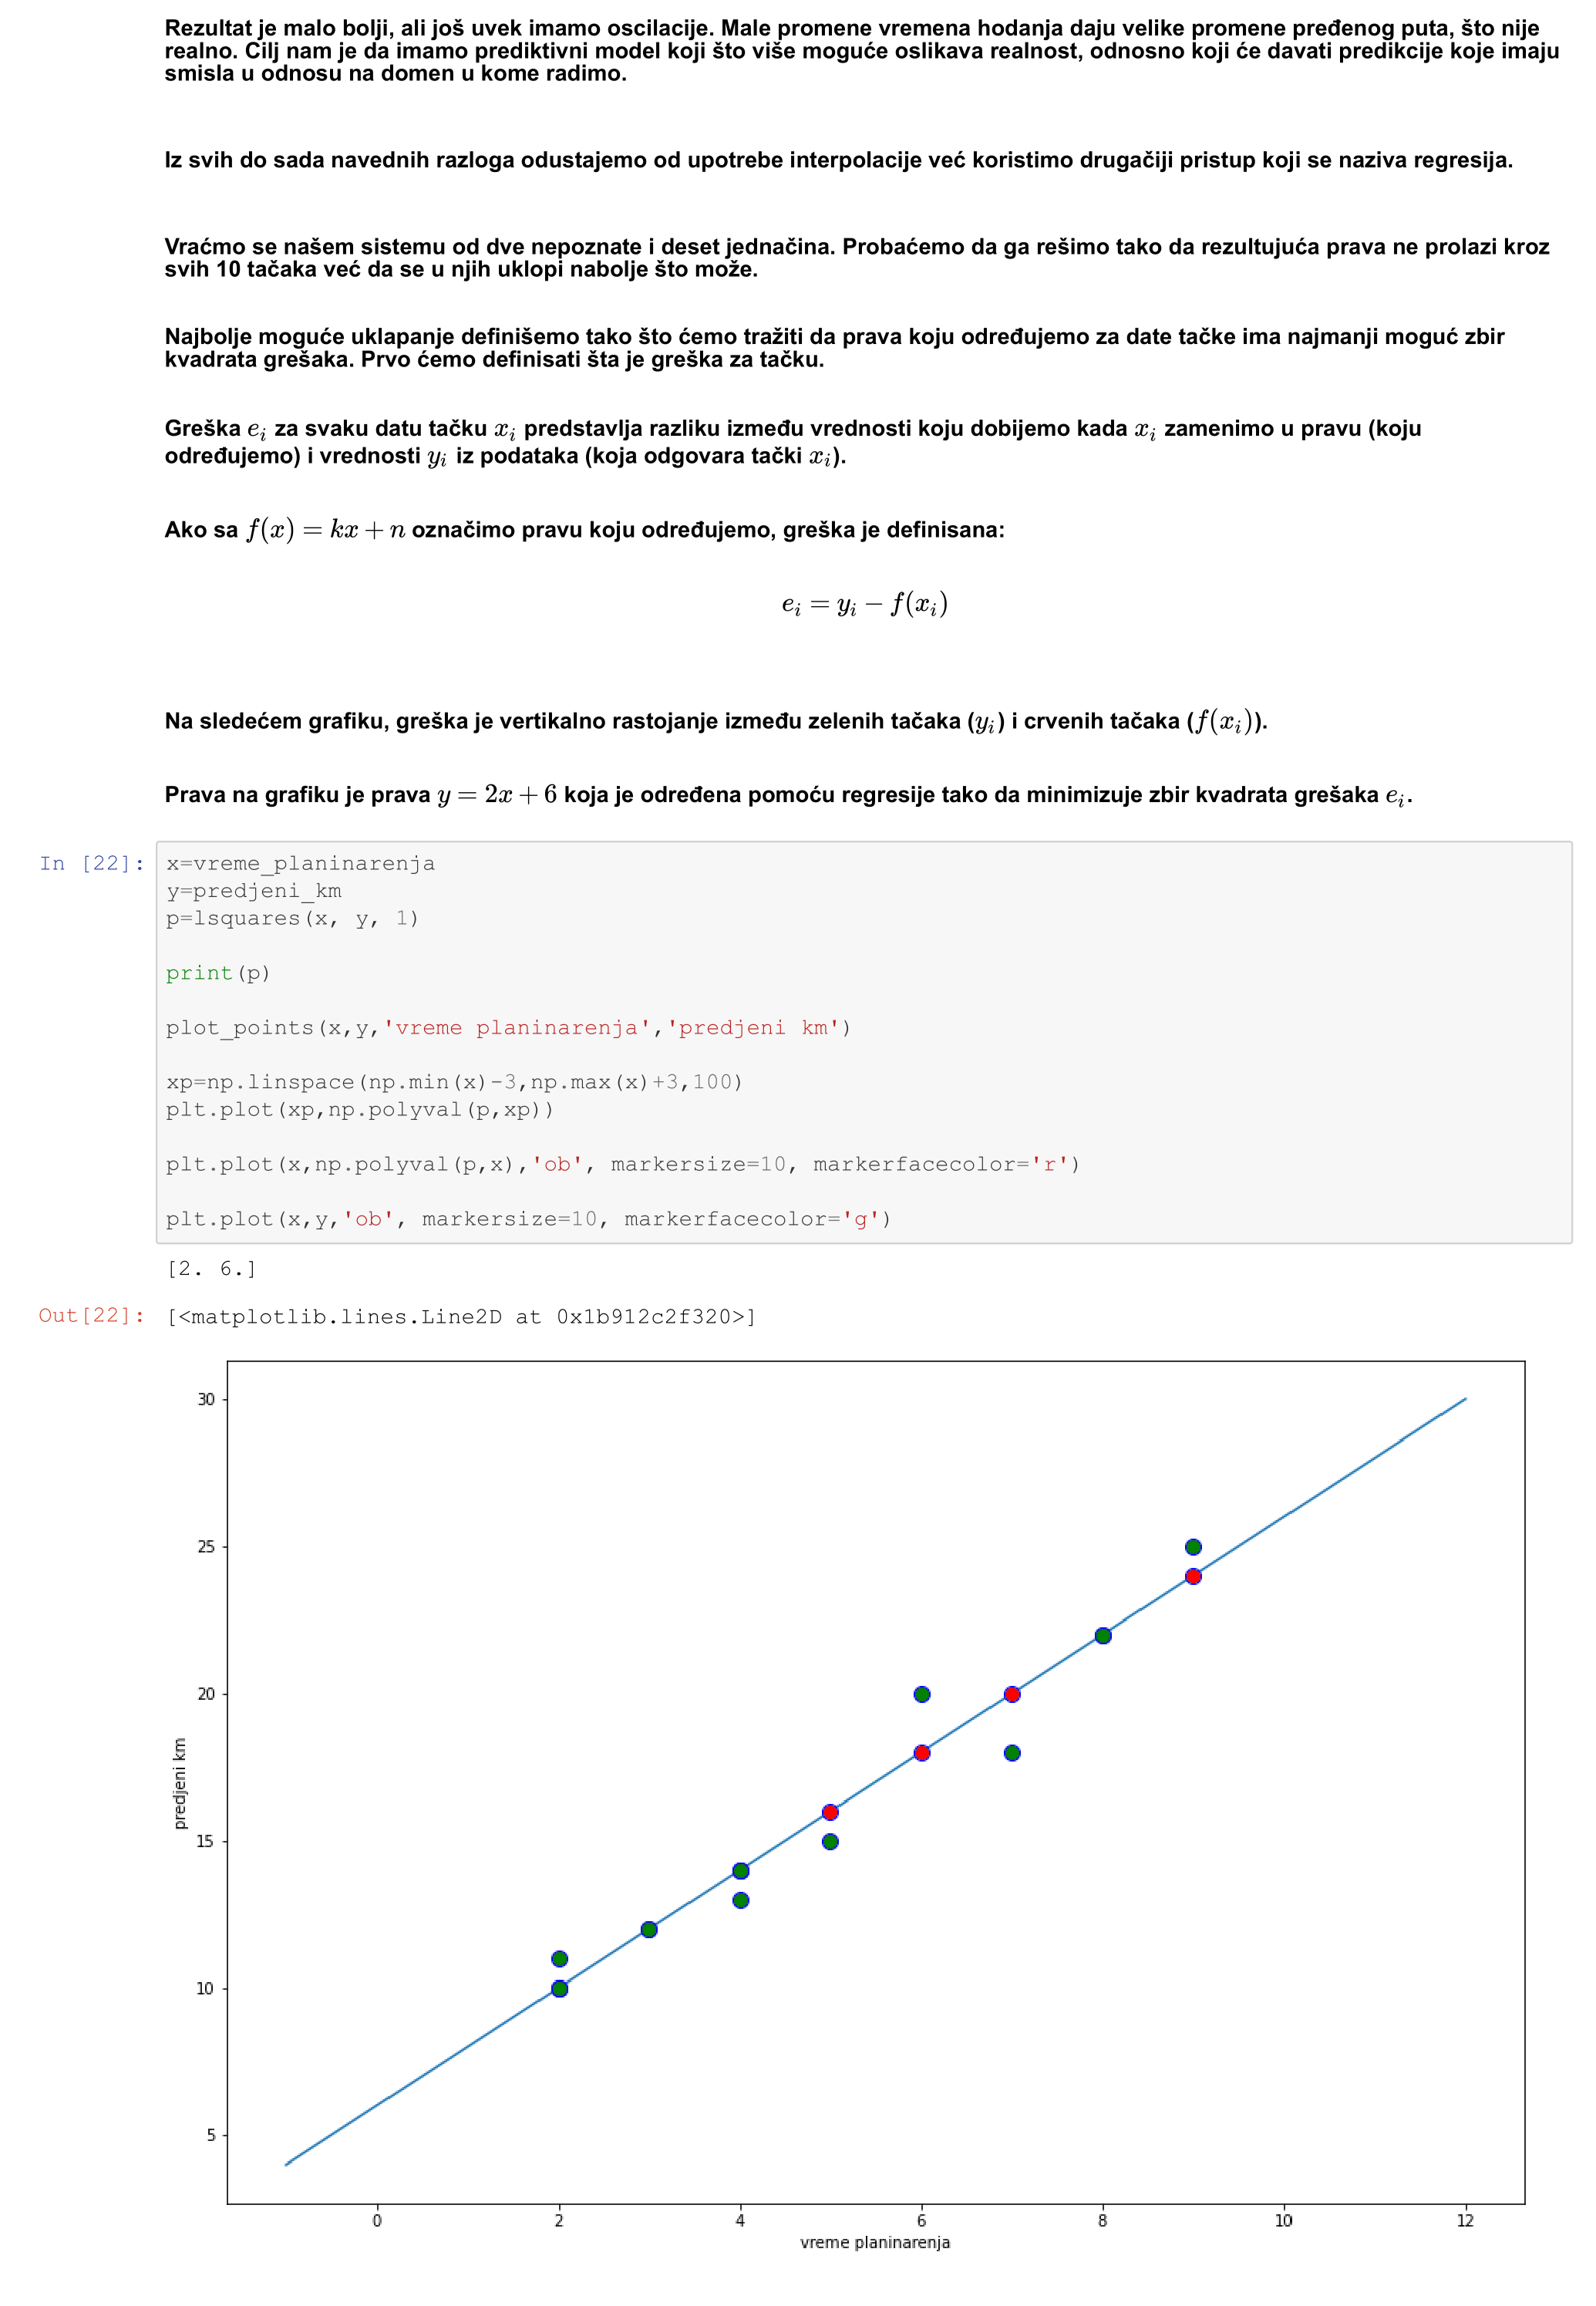 Rezultat je malo bolji, ali još uvek imamo oscilacije. Male promene vremena hodanja daju velike promene pređenog puta, što nije
realno. Cilj nam je da imamo prediktivni model koji što više moguće oslikava realnost, odnosno koji će davati predikcije koje imaju
smisla u odnosu na domen u kome radimo.
Iz svih do sada navednih razloga odustajemo od upotrebe interpolacije već koristimo drugačiji pristup koji se naziva regresija.
Vraćmo se našem sistemu od dve nepoznate i deset jednačina. Probaćemo da ga rešimo tako da rezultujuća prava ne prolazi kroz
svih 10 tačaka već da se u njih uklopi nabolje što može.
Najbolje moguće uklapanje definišemo tako što ćemo tražiti da prava koju određujemo za date tačke ima najmanji moguć zbir
kvadrata grešaka. Prvo ćemo definisati šta je greška za tačku.
Greška e_i za svaku datu tačku x_i predstavlja razliku između vrednosti koju dobijemo kada x_i zamenimo u pravu (koju
određujemo) i vrednosti y_i iz podataka (koja odgovara tački x_i).
Ako sa f(x) = kx + n označimo pravu koju određujemo, greška je definisana:
e_i = y_i − f(x_i)
Na sledećem grafiku, greška je vertikalno rastojanje između zelenih tačaka (y_i) i crvenih tačaka (f(x_i)).
Prava na grafiku je prava y = 2x + 6 koja je određena pomoću regresije tako da minimizuje zbir kvadrata grešaka e_i.
In [22]: x=vreme_planinarenja
y=predjeni_km
p=lsquares(x, y, 1)
print(p)
plot_points(x,y,'vreme planinarenja','predjeni km')
xp=np.linspace(np.min(x)-3,np.max(x)+3,100)
plt.plot(xp,np.polyval(p,xp))
plt.plot(x,np.polyval(p,x),'ob', markersize=10, markerfacecolor='r')
plt.plot(x,y,'ob', markersize=10, markerfacecolor='g')
[2. 6.]
Out[22]: [<matplotlib.lines.Line2D at 0x1b912c2f320>]
30
25
20
15
10
5
predjeni km
0 2 4 6 8 10 12
vreme planinarenja